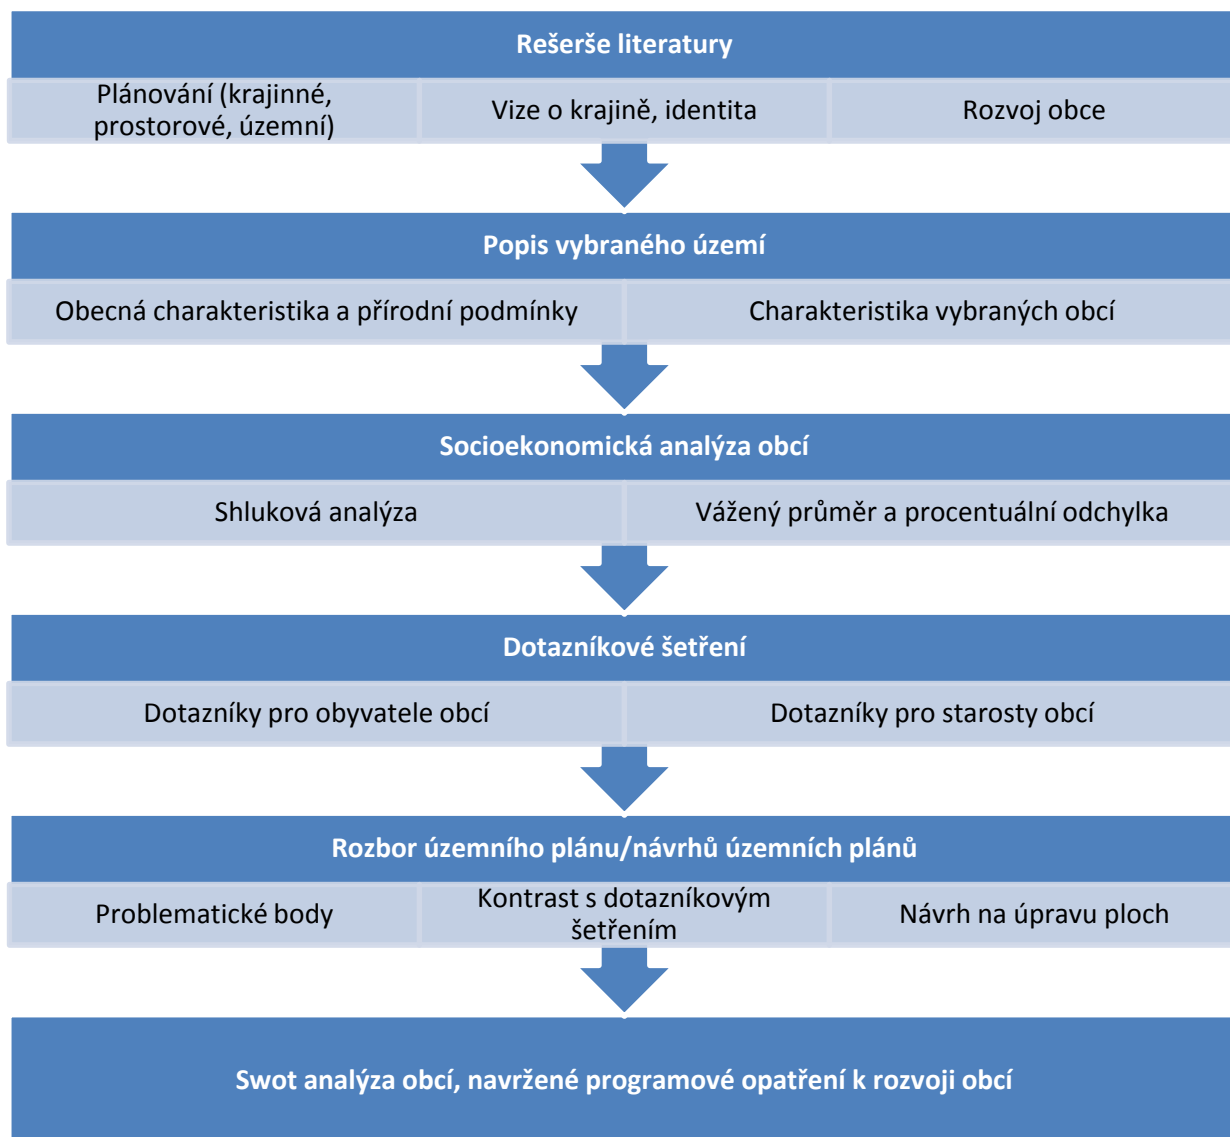 Rešerše literatury
Plánování (krajinné,
prostorové, územní)
Vize o krajině, identita
Rozvoj obce
Popis vybraného území
Obecná charakteristika a přírodní podmínky
Charakteristika vybraných obcí
Socioekonomická analýza obcí
Shluková analýza
Vážený průměr a procentuální odchylka
Dotazníkové šetření
Dotazníky pro obyvatele obcí
Dotazníky pro starosty obcí
Rozbor územního plánu/návrhů územních plánů
Problematické body
Kontrast s dotazníkovým
šetřením
Návrh na úpravu ploch
Swot analýza obcí, navržené programové opatření k rozvoji obcí